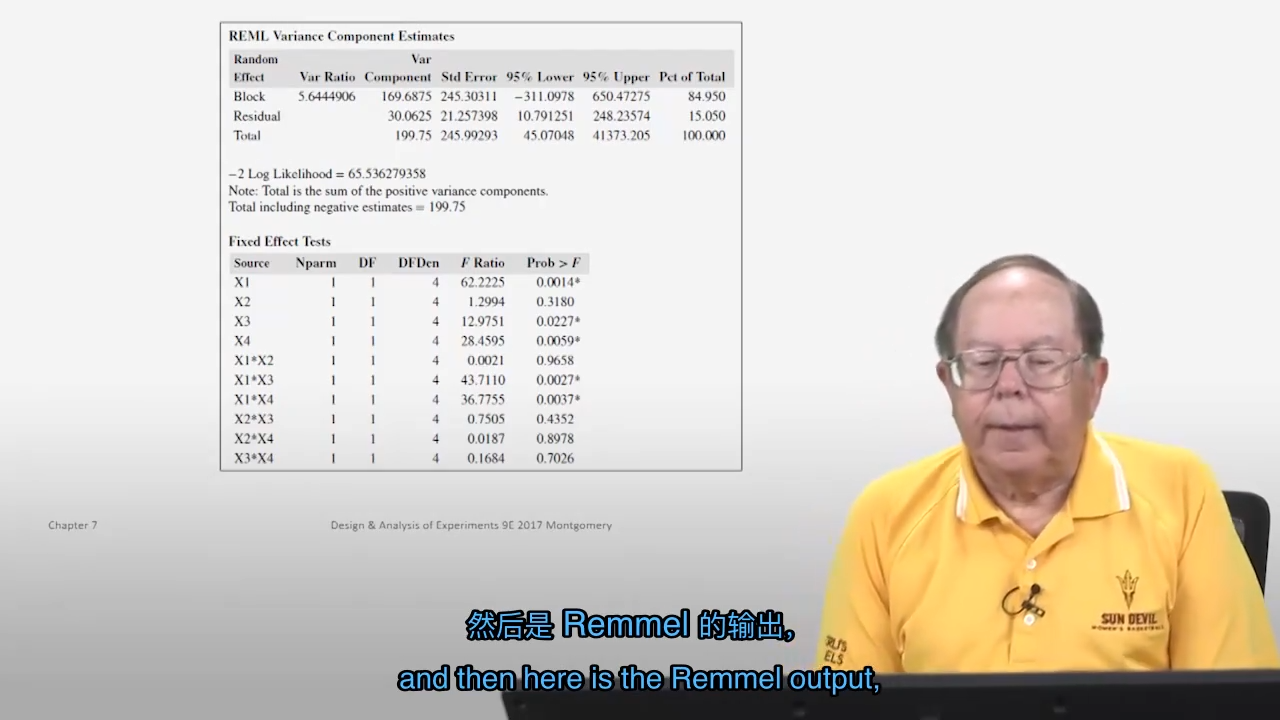 REML Variance Component Estimates
Random Var
Effect Var Ratio Component Std Error 95% Lower 95% Upper Pct of Total
Block 5.6444906 169.6875 245.30311 −311.0978 650.47275 84.950
Residual 30.0625 21.257398 10.791251 248.23574 15.050
Total 199.75 245.99293 45.07048 41373.205 100.000
−2 Log Likelihood = 65.536279358
Note: Total is the sum of the positive variance components.
Total including negative estimates = 199.75
Fixed Effect Tests
Source Nparm DF DFDen F Ratio Prob > F
X1 1 1 4 62.2225 0.0014*
X2 1 1 4 1.2994 0.3180
X3 1 1 4 12.9751 0.0227*
X4 1 1 4 28.4595 0.0059*
X1*X2 1 1 4 0.0021 0.9658
X1*X3 1 1 4 43.7110 0.0027*
X1*X4 1 1 4 36.7755 0.0037*
X2*X3 1 1 4 0.7505 0.4352
X2*X4 1 1 4 0.0187 0.8978
X3*X4 1 1 4 0.1684 0.7026
Chapter 7
Design & Analysis of Experiments 9E 2017 Montgomery
SUN DEVIL
WOMEN'S BASKETBALL
ELS
然后是 Remmel 的输出,
and then here is the Remmel output,